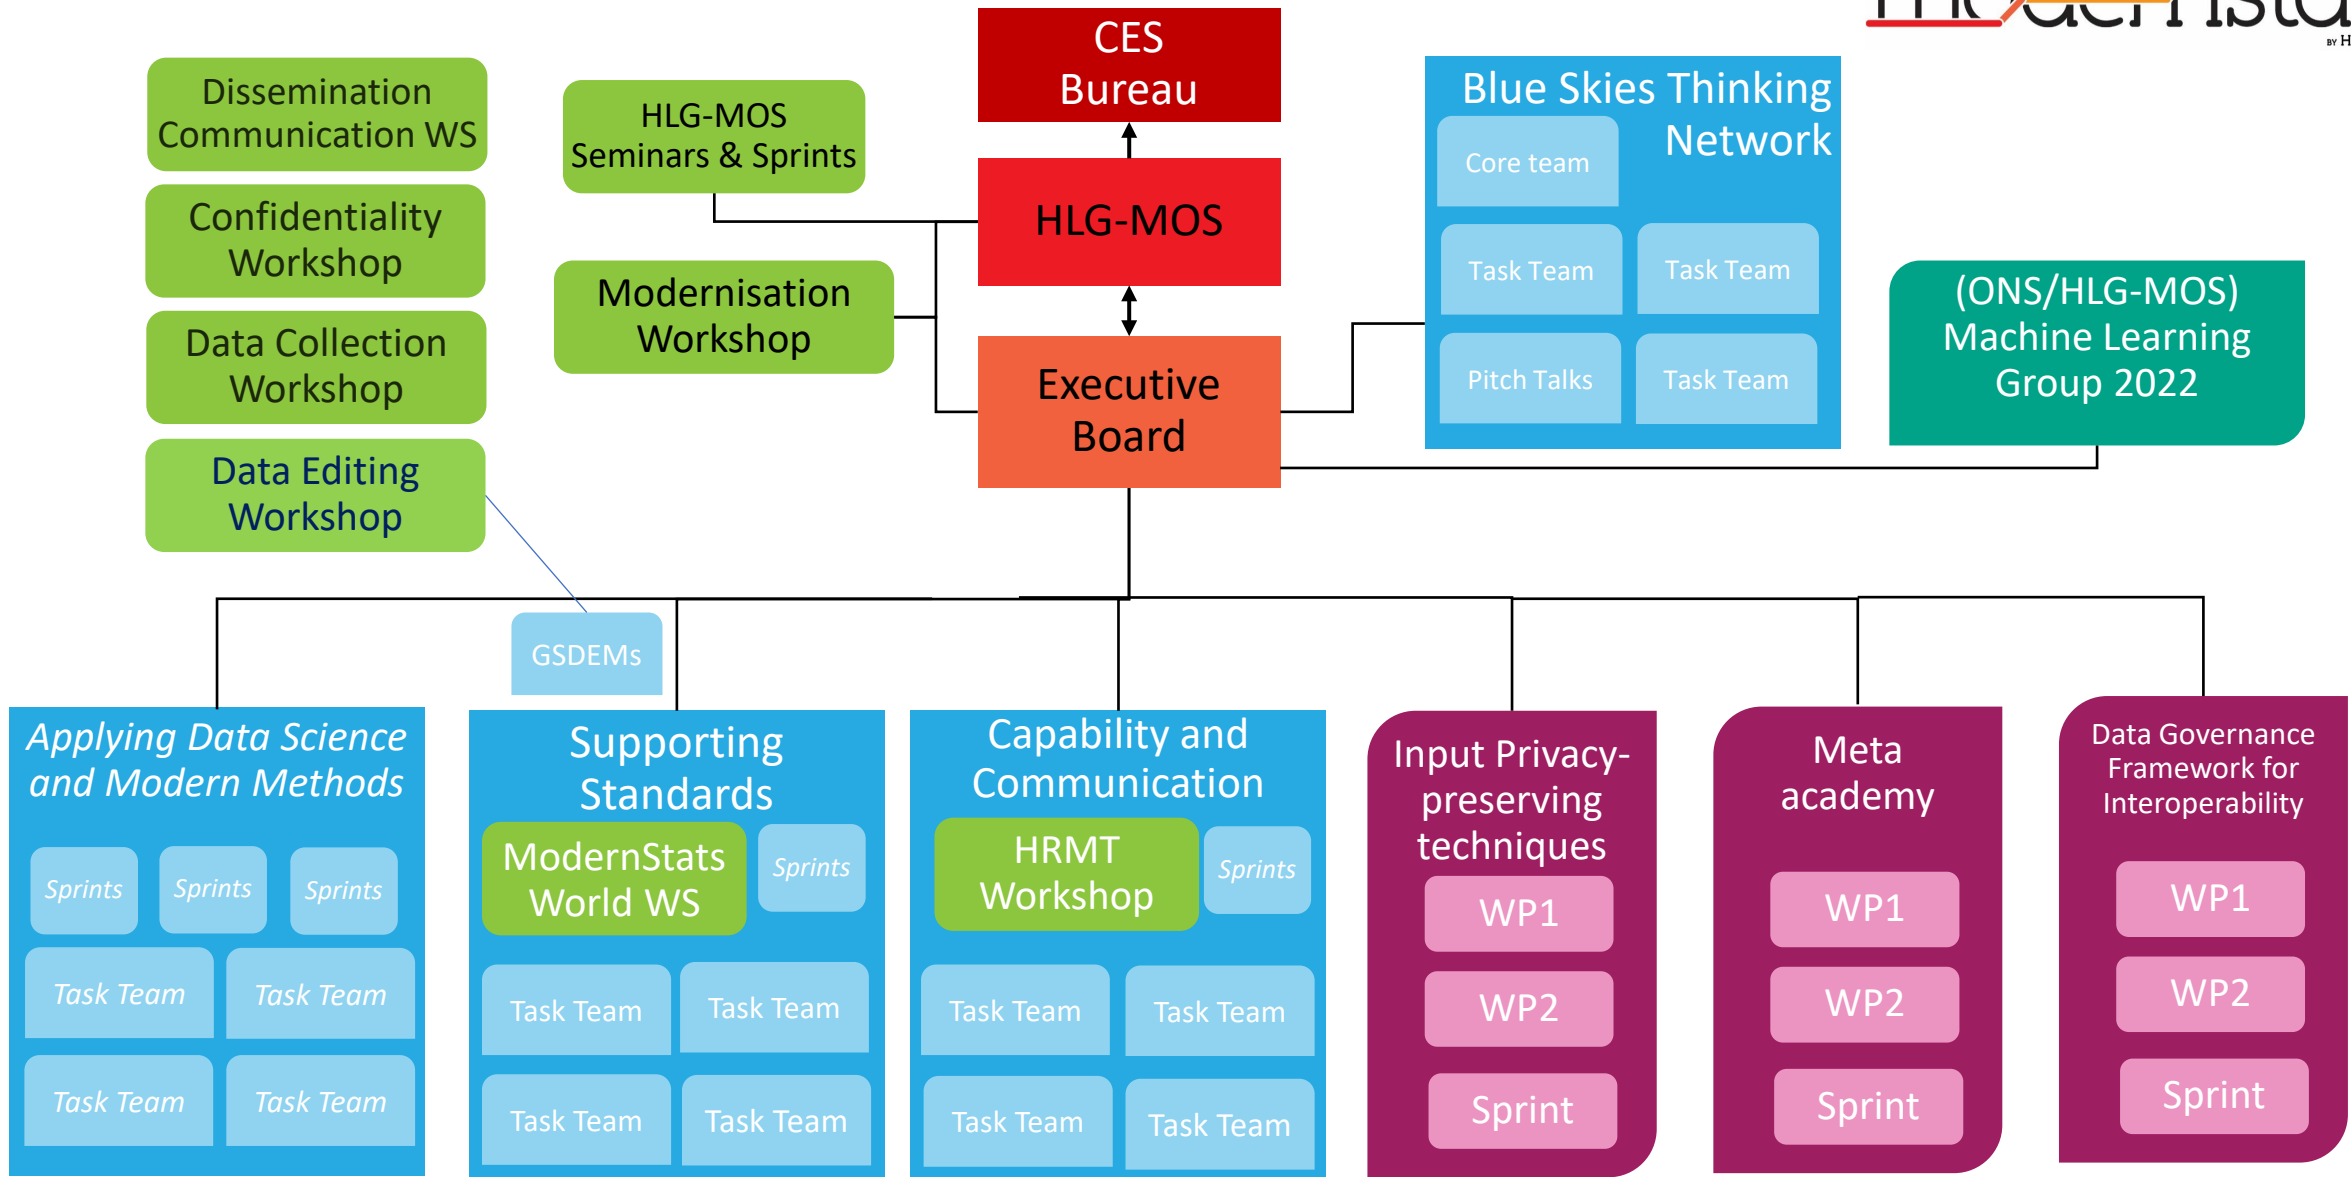 CES
Bureau
BY H
Dissemination
Communication WS
HLG-MOS
Seminars & Sprints
Blue Skies Thinking
Network
Core team
Confidentiality
Workshop
HLG-MOS
Modernisation
Workshop
Task Team
Task Team
(ONS/HLG-MOS)
Machine Learning
Group 2022
Data Collection
Workshop
Executive
Board
Pitch Talks
Task Team
Data Editing
Workshop
GSDEMs
Applying Data Science
and Modern Methods
Sprints
Sprints
Sprints
Task Team
Task Team
Task Team
Task Team
Supporting
Standards
ModernStats
World WS
Sprints
Task Team
Task Team
Task Team
Task Team
Capability and
Communication
HRMT
Workshop
Sprints
Task Team
Task Team
Task Team
Task Team
Input Privacy-
preserving
techniques
WP1
WP2
Sprint
Meta
academy
WP1
WP2
Sprint
Data Governance
Framework for
Interoperability
WP1
WP2
Sprint